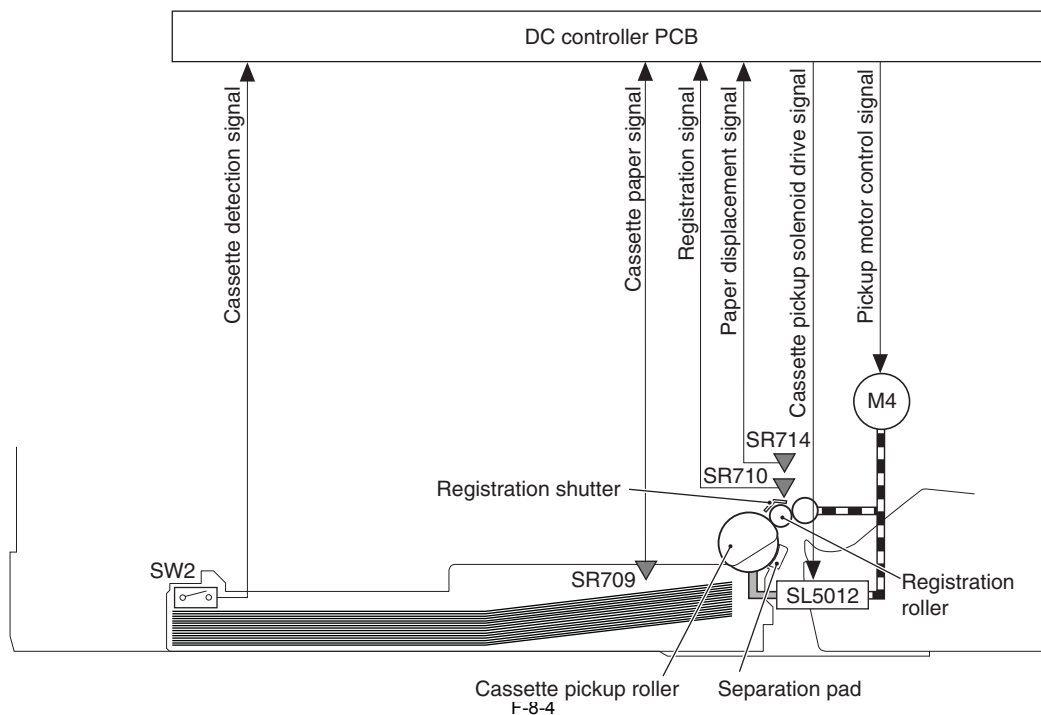 DC controller PCB
Cassette detection signal
Cassette paper signal
Registration signal
Paper displacement signal
Cassette pickup solenoid drive signal
Pickup motor control signal
M4
SR714
SR710
Registration shutter
SW2
SR709
SL5012
Registration
roller
Cassette pickup roller
Separation pad
F-8-4